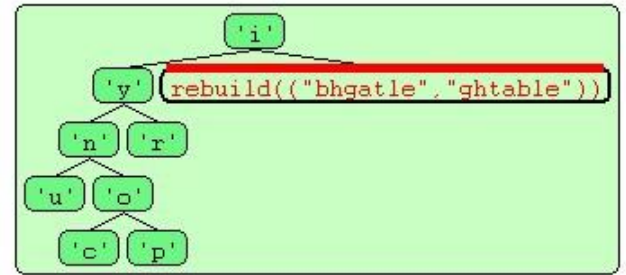 'i'
'y' rebuild(("bhgatle","ghtable"))
'n' 'r'
'u' 'o'
'c' 'p'